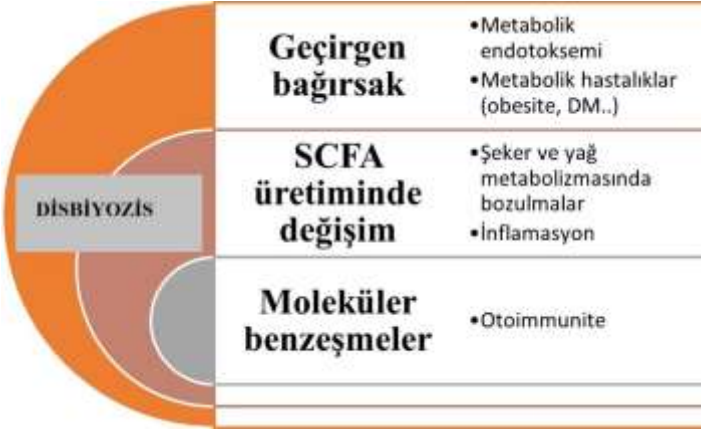 DİSBİYOZİS
Geçirgen
bağırsak
•Metabolik
endotoksemi
•Metabolik hastalıklar
(obesite, DM..)
SCFA
üretiminde
değişim
•Şeker ve yağ
metabolizmasında
bozulmalar
•İnflamasyon
Moleküler
benzeşmeler
•Otoimmunite